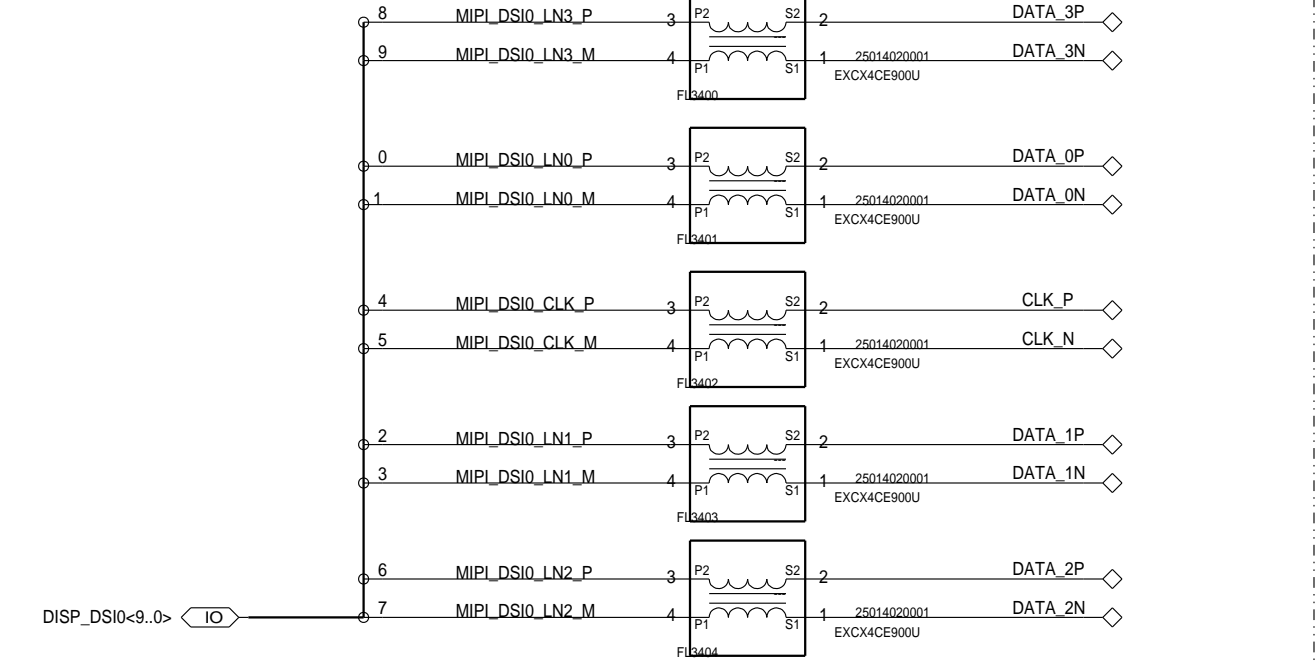 8 MIPI_DSI0_LN3_P 3 P2 S2 2 DATA_3P
9 MIPI_DSI0_LN3_M 4 P1 S1 1 25014020001 DATA_3N
EXCX4CE900U
FL3400
0 MIPI_DSI0_LN0_P 3 P2 S2 2 DATA_0P
1 MIPI_DSI0_LN0_M 4 P1 S1 1 25014020001 DATA_0N
EXCX4CE900U
FL3401
4 MIPI_DSI0_CLK_P 3 P2 S2 2 CLK_P
5 MIPI_DSI0_CLK_M 4 P1 S1 1 25014020001 CLK_N
EXCX4CE900U
FL3402
2 MIPI_DSI0_LN1_P 3 P2 S2 2 DATA_1P
3 MIPI_DSI0_LN1_M 4 P1 S1 1 25014020001 DATA_1N
EXCX4CE900U
FL3403
6 MIPI_DSI0_LN2_P 3 P2 S2 2 DATA_2P
DISP_DSI0<9..0> IO 7 MIPI_DSI0_LN2_M 4 P1 S1 1 25014020001 DATA_2N
EXCX4CE900U
FL3404